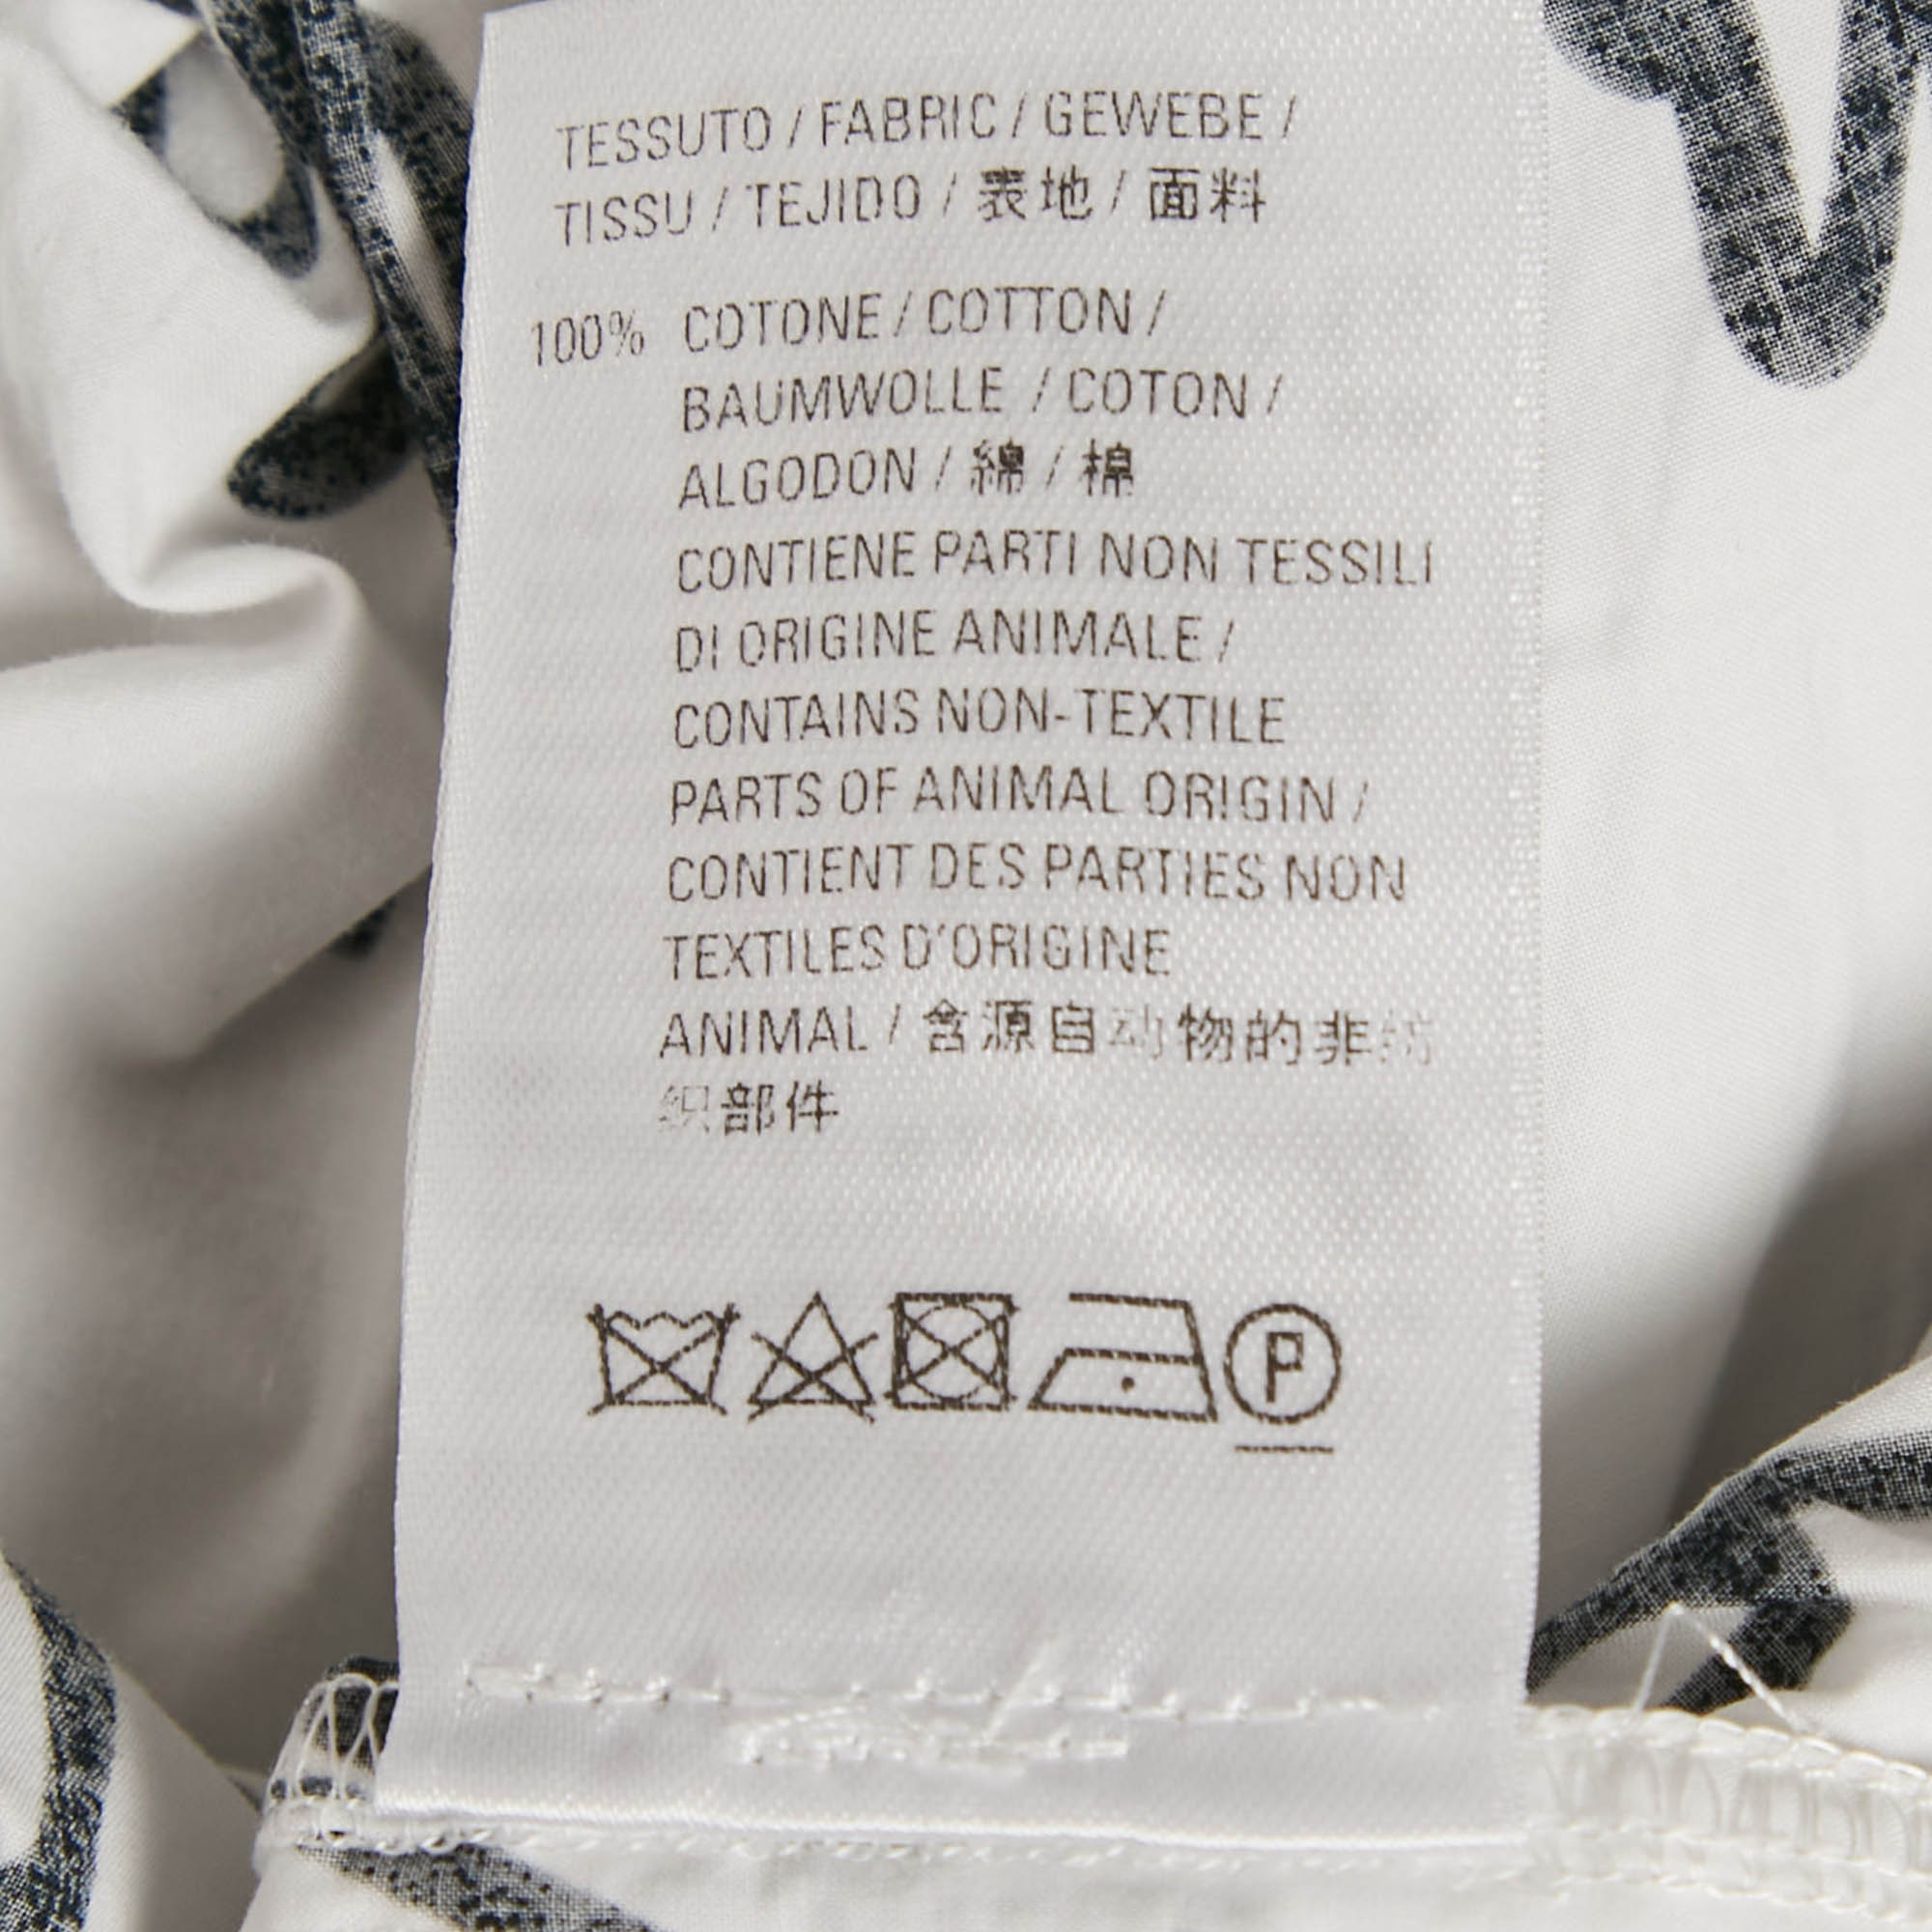 TESSUTO / FABRIC / GEWEBE /
TISSU / TEJIDO / 表地 / 面料
100% COTONE / COTTON /
BAUMWOLLE / COTON /
ALGODON / 綿 / 棉
CONTIENE PARTI NON TESSILI
DI ORIGINE ANIMALE /
CONTAINS NON-TEXTILE
PARTS OF ANIMAL ORIGIN /
CONTIENT DES PARTIES NON
TEXTILES D'ORIGINE
ANIMAL / 含源自动物的非纺
织部件
P